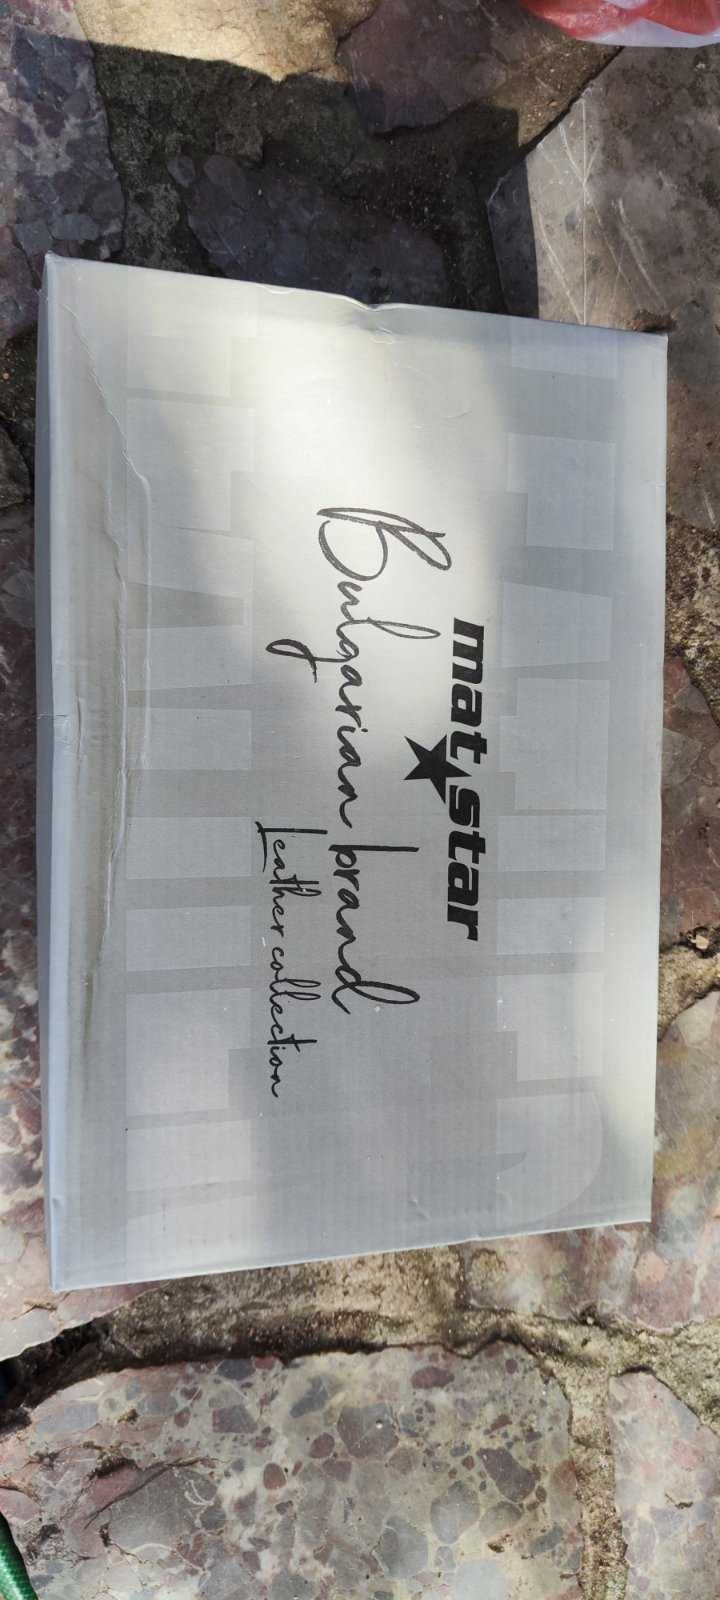 mat★star
Bulgarian brand
Leather collection